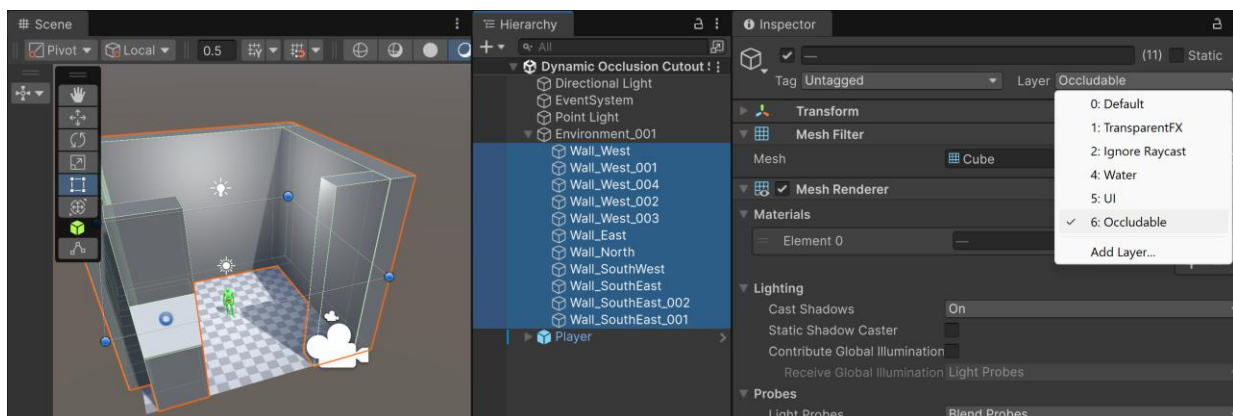 Scene
Pivot
Local
0.5
Hierarchy
All
Dynamic Occlusion Cutout
Directional Light
EventSystem
Point Light
Environment_001
Wall_West
Wall_West_001
Wall_West_004
Wall_West_002
Wall_West_003
Wall_East
Wall_North
Wall_SouthWest
Wall_SouthEast
Wall_SouthEast_002
Wall_SouthEast_001
Player
Inspector
— (11) Static
Tag Untagged Layer Occludable
0: Default
1: TransparentFX
2: Ignore Raycast
4: Water
5: UI
6: Occludable
Add Layer...
Transform
Mesh Filter
Mesh Cube
Mesh Renderer
Materials
Element 0 —
Lighting
Cast Shadows On
Static Shadow Caster
Contribute Global Illumination
Receive Global Illumination Light Probes
Probes
Light Probes Blend Probes